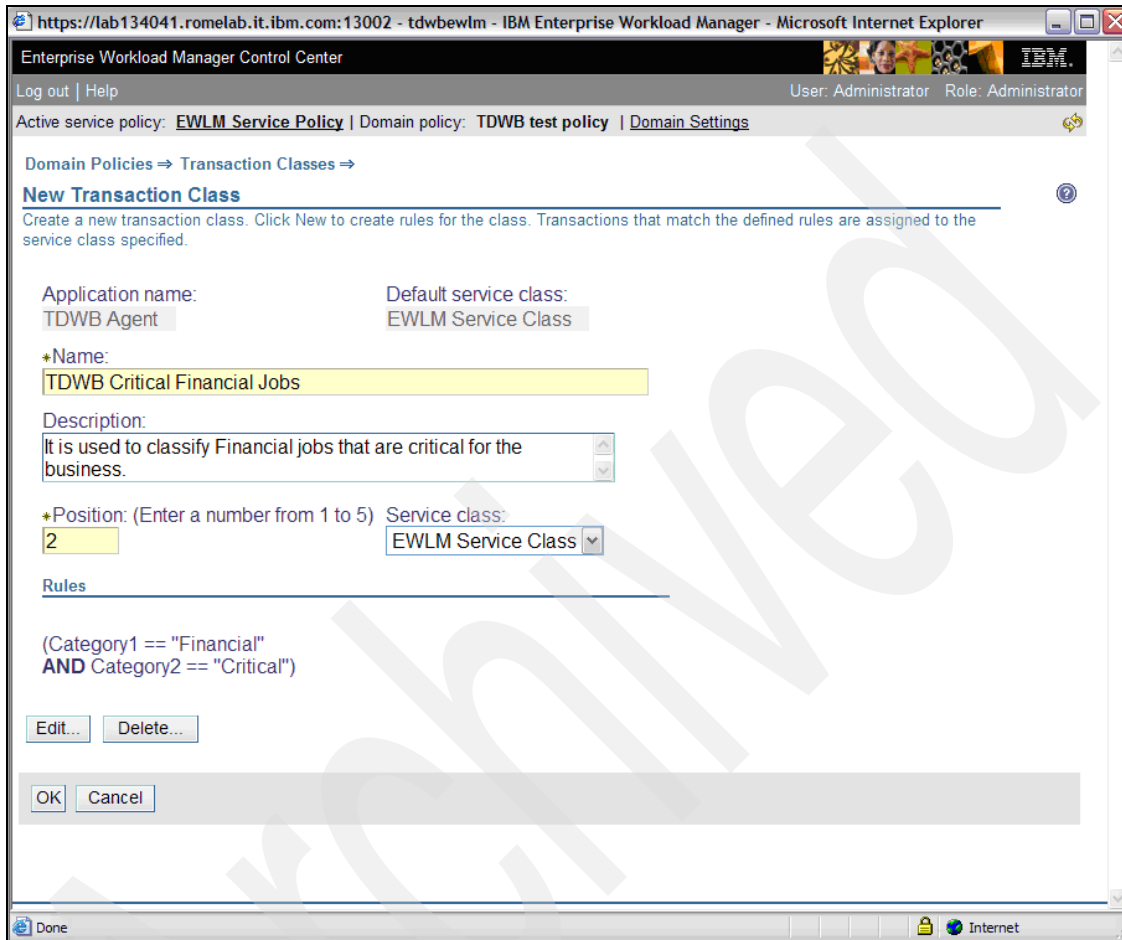 https://lab134041.romelab.it.ibm.com:13002 - tdwbewlm - IBM Enterprise Workload Manager - Microsoft Internet Explorer
Enterprise Workload Manager Control Center
IBM.
Log out | Help
User: Administrator Role: Administrator
Active service policy: EWLM Service Policy | Domain policy: TDWB test policy | Domain Settings
Domain Policies ⇒ Transaction Classes ⇒
New Transaction Class
?
Create a new transaction class. Click New to create rules for the class. Transactions that match the defined rules are assigned to the
service class specified.
Application name: Default service class:
TDWB Agent EWLM Service Class
*Name:
TDWB Critical Financial Jobs
Description:
It is used to classify Financial jobs that are critical for the
business.
*Position: (Enter a number from 1 to 5) Service class:
2 EWLM Service Class
Rules
(Category1 == "Financial"
AND Category2 == "Critical")
Edit... Delete...
OK Cancel
Done Internet
Archived